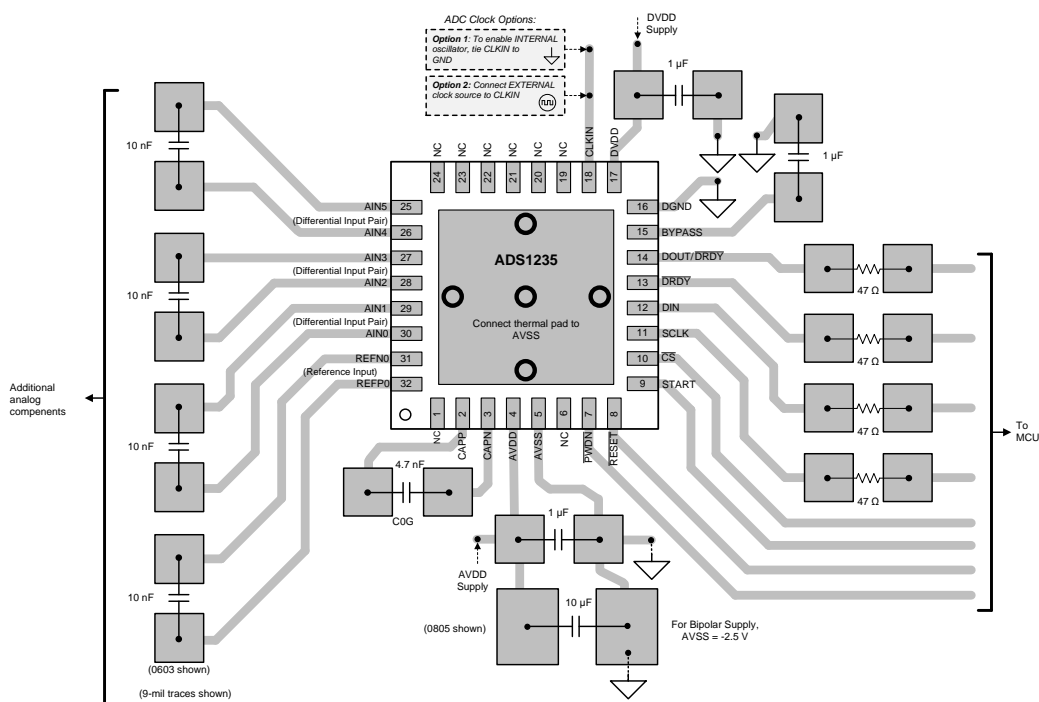 ADC Clock Options:
Option 1: To enable INTERNAL
oscillator, tie CLKIN to
GND
Option 2: Connect EXTERNAL
clock source to CLKIN
DVDD
Supply
1 µF
1 µF
10 nF
10 nF
10 nF
10 nF
NC
NC
NC
NC
NC
NC
CLKIN
DVDD
24
23
22
21
20
19
18
17
AIN5
25
(Differential Input Pair)
AIN4
26
AIN3
27
(Differential Input Pair)
AIN2
28
AIN1
29
(Differential Input Pair)
AIN0
30
REFN0
31
(Reference Input)
REFP0
32
ADS1235
Connect thermal pad to
AVSS
16
DGND
15
BYPASS
14
DOUT/DRDY
13
DRDY
12
DIN
11
SCLK
10
CS
9
START
1
2
3
4
5
6
7
8
NC
CAPP
CAPN
AVDD
AVSS
NC
PWDN
RESET
47 Ω
47 Ω
47 Ω
47 Ω
Additional
analog
compenents
To
MCU
4.7 nF
C0G
1 µF
AVDD
Supply
10 µF
(0805 shown)
For Bipolar Supply,
AVSS = -2.5 V
(0603 shown)
(9-mil traces shown)